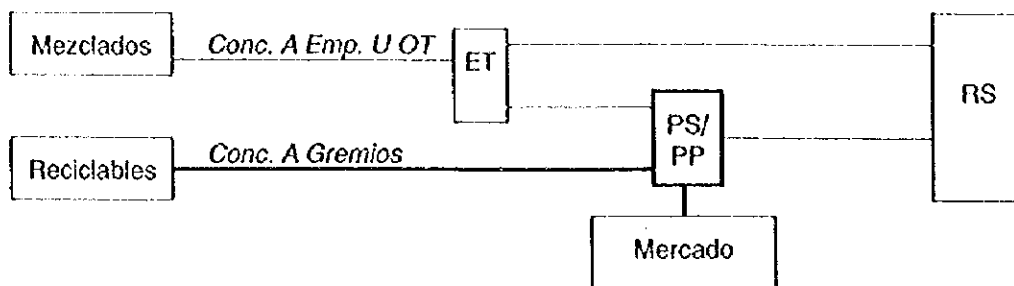 Mezclados
Conc. A Emp. U OT
ET
RS
PS/
PP
Reciclables
Conc. A Gremios
Mercado